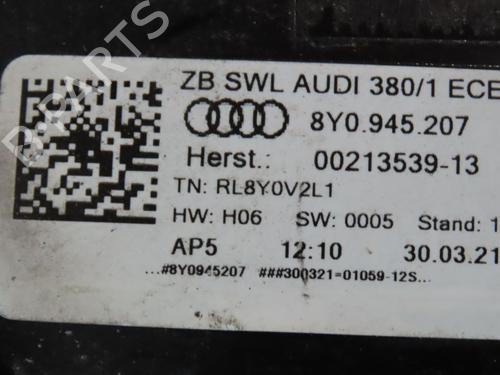 ZB SWL AUDI 380/1 ECE
8Y0.945.207
Herst.: 00213539-13
TN: RL8Y0V2L1
HW: H06 SW: 0005 Stand: 1
AP5 12:10 30.03.21
...#8Y0945207 ###300321=01059-12S...
B-PARTS